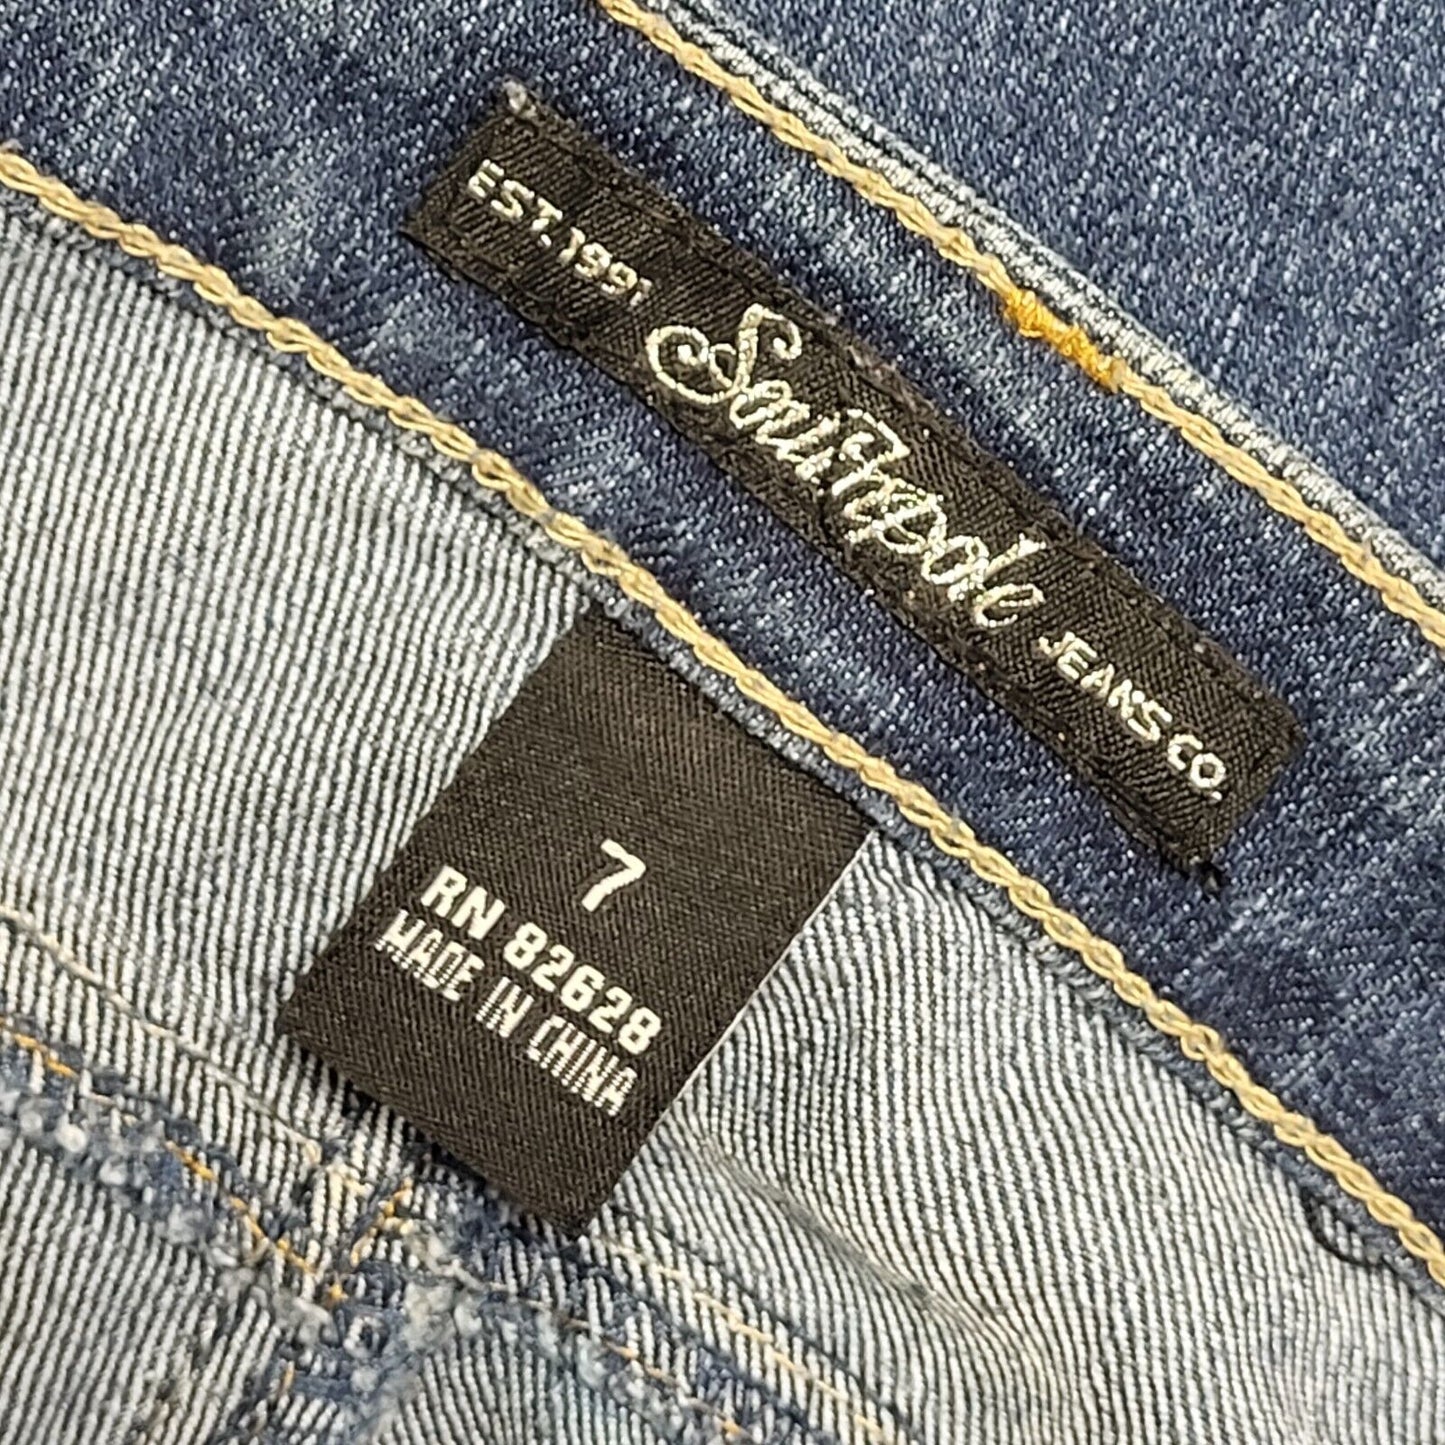 EST. 1991
Southpole
JEANS CO.
7
RN 82628
MADE IN CHINA